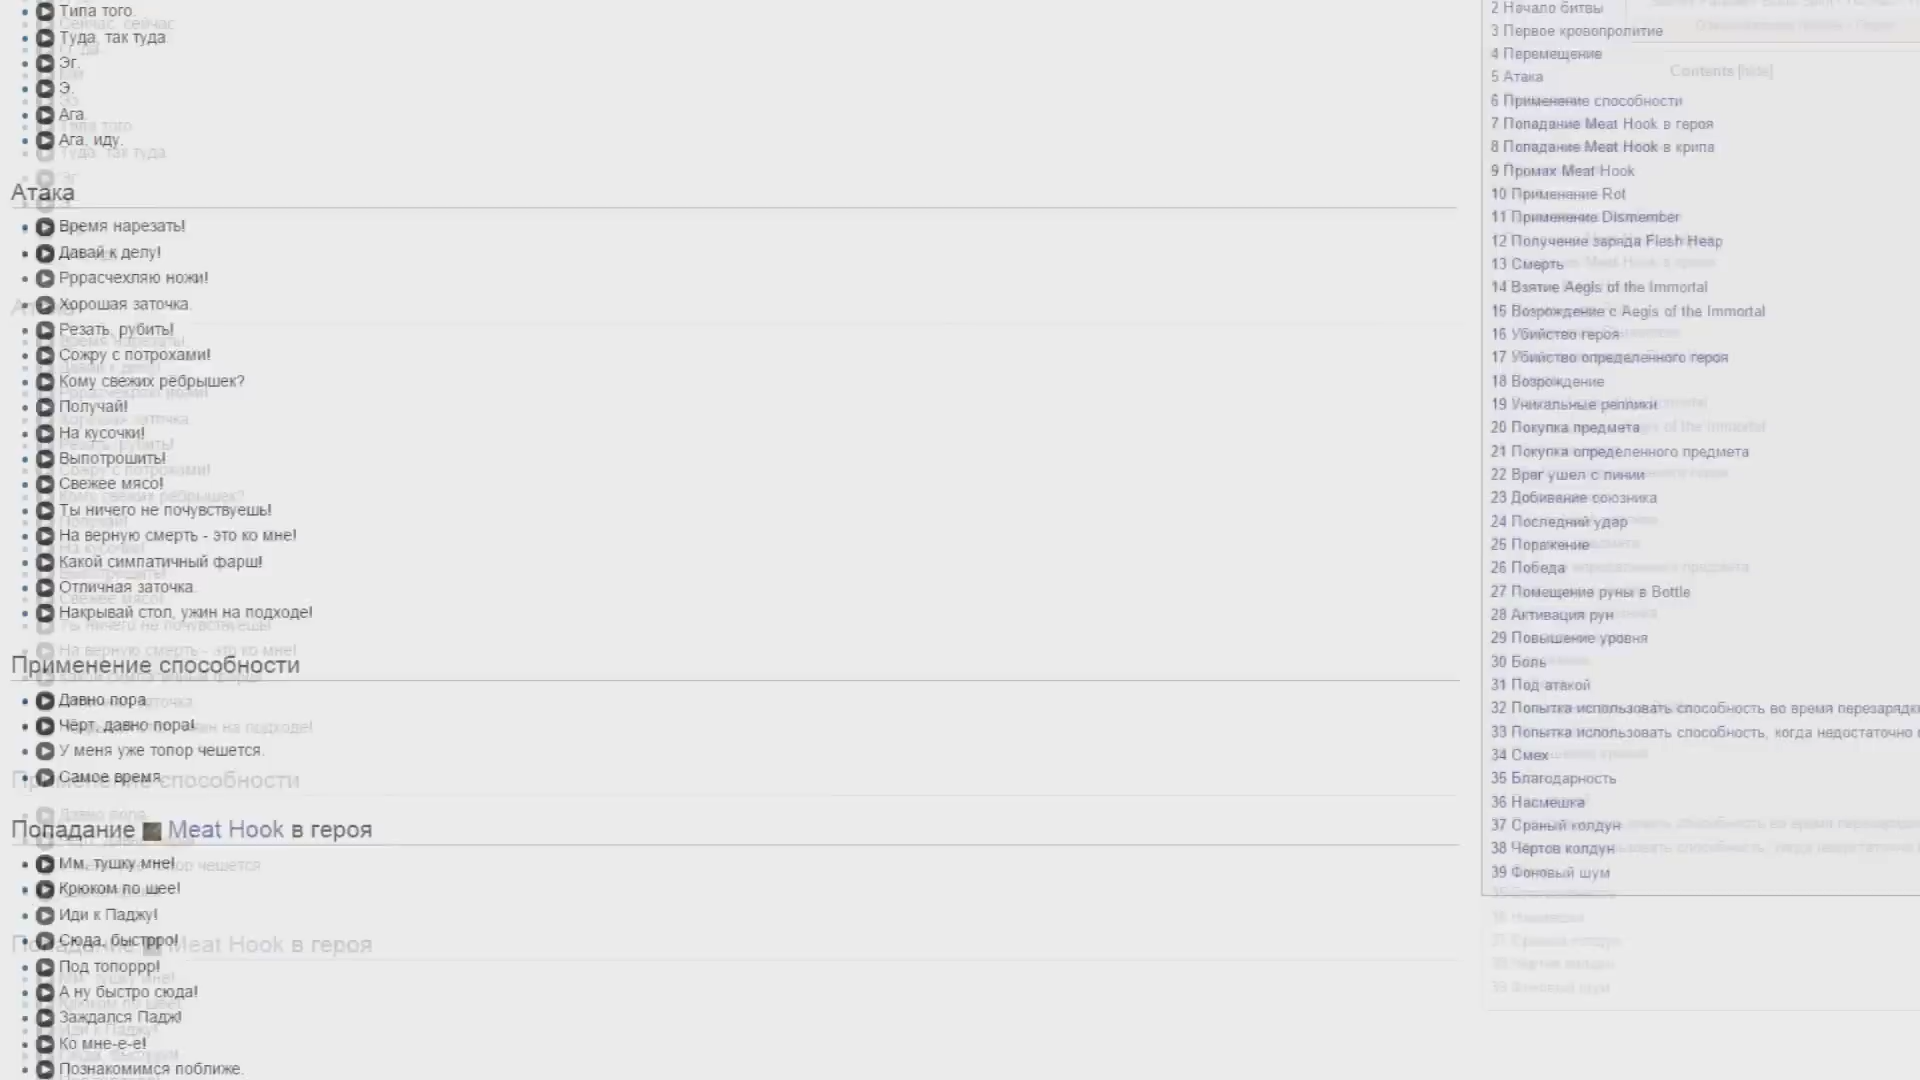 Типа того.
Туда, так туда.
Эг.
Э.
Ага.
Ага, иду.
Атака
Время нарезать!
Давай к делу!
Рррасчехляю ножи!
Хорошая заточка.
Резать, рубить!
Сожру с потрохами!
Кому свежих рёбрышек?
Получай!
На кусочки!
Выпотрошить!
Свежее мясо!
Ты ничего не почувствуешь!
На верную смерть - это ко мне!
Какой симпатичный фарш!
Отличная заточка.
Накрывай стол, ужин на подходе!
Применение способности
Давно пора.
Чёрт, давно пора!
У меня уже топор чешется.
Самое время.
Попадание Meat Hook в героя
Мм, тушку мне!
Крюком по шее!
Иди к Паджу!
Сюда, быстрро!
Под топоррр!
А ну быстро сюда!
Заждался Падж!
Ко мне-е-е!
Познакомимся поближе.
Contents [hide]
2 Начало битвы
3 Первое кровопролитие
4 Перемещение
5 Атака
6 Применение способности
7 Попадание Meat Hook в героя
8 Попадание Meat Hook в крипа
9 Промах Meat Hook
10 Применение Rot
11 Применение Dismember
12 Получение заряда Flesh Heap
13 Смерть
14 Взятие Aegis of the Immortal
15 Возрождение с Aegis of the Immortal
16 Убийство героя
17 Убийство определенного героя
18 Возрождение
19 Уникальные реплики
20 Покупка предмета
21 Покупка определенного предмета
22 Враг ушел с линии
23 Добивание союзника
24 Последний удар
25 Поражение
26 Победа
27 Помещение руны в Bottle
28 Активация рун
29 Повышение уровня
30 Боль
31 Под атакой
32 Попытка использовать способность во время перезарядк
33 Попытка использовать способность, когда недостаточно
34 Смех
35 Благодарность
36 Насмешка
37 Сраный колдун
38 Чёртов колдун
39 Фоновый шум